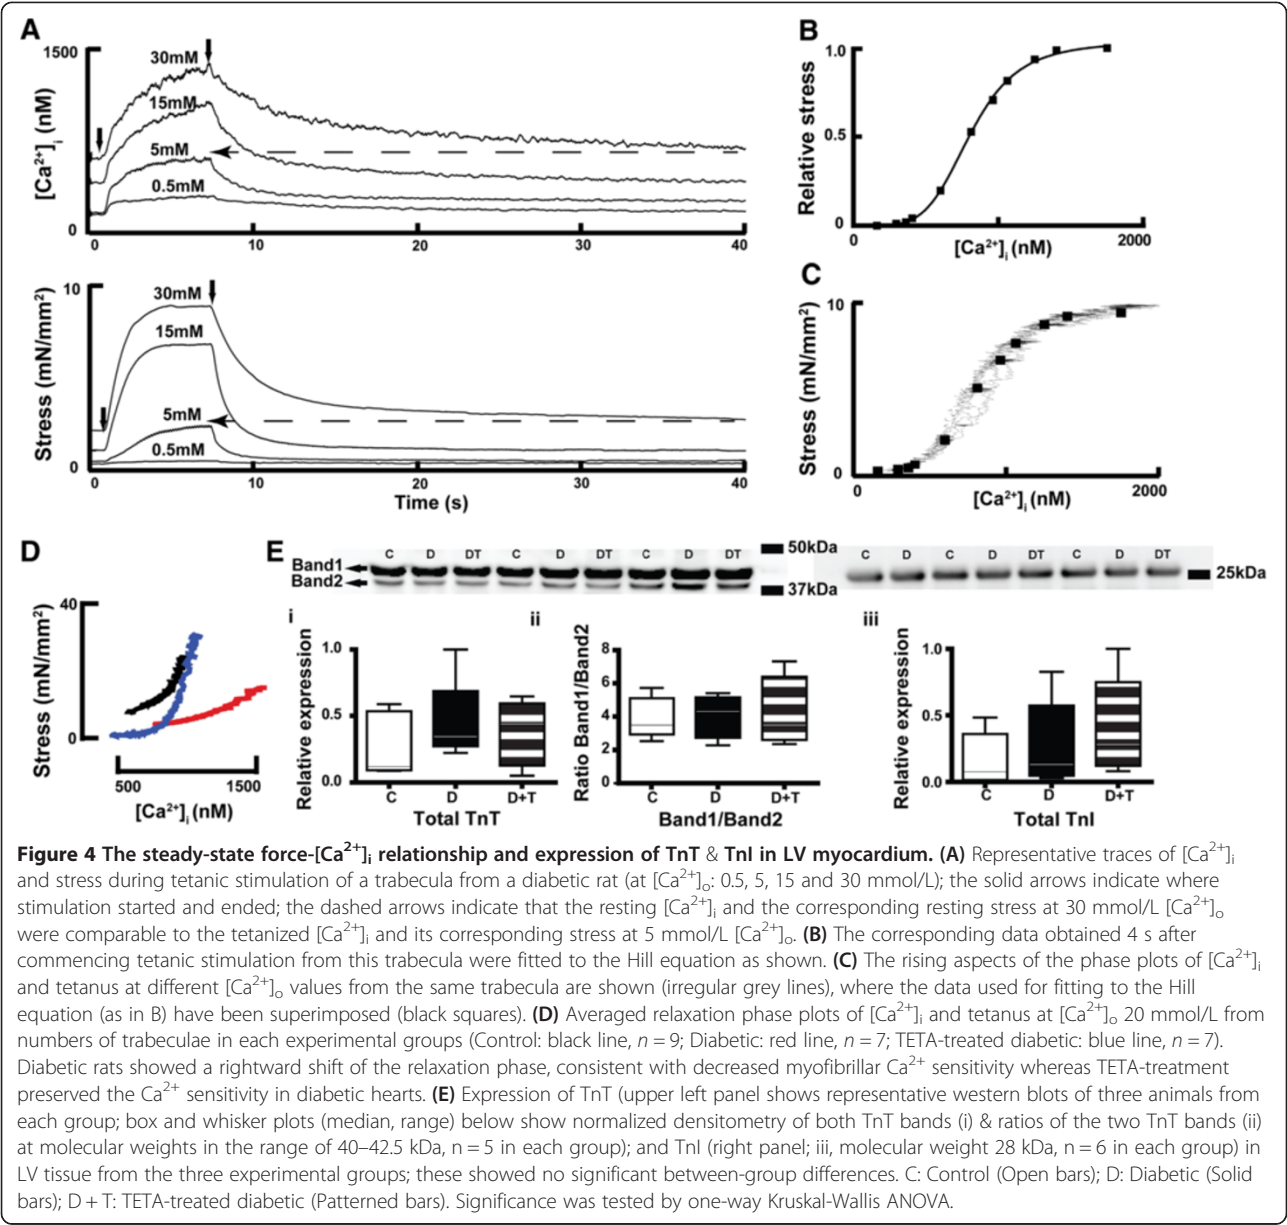 A
1500
[Ca²⁺]ᵢ (nM)
0
30mM
15mM
5mM
0.5mM
0 10 20 30 40
10
Stress (mN/mm²)
0
30mM
15mM
5mM
0.5mM
0 10 20 30 40
Time (s)
B
1.0
0.5
0
Relative stress
0 2000
[Ca²⁺]ᵢ (nM)
C
10
Stress (mN/mm²)
0
0 2000
[Ca²⁺]ᵢ (nM)
D
40
Stress (mN/mm²)
0
500 1500
[Ca²⁺]ᵢ (nM)
E
C D DT C D DT C D DT
Band1
Band2
50kDa
37kDa
C D C D DT C D DT
25kDa
i
Relative expression
1.0
0.5
0.0
C D D+T
Total TnT
ii
Ratio Band1/Band2
8
6
4
2
0
C D D+T
Band1/Band2
iii
Relative expression
1.0
0.5
0.0
C D D+T
Total TnI
Figure 4 The steady-state force-[Ca²⁺]ᵢ relationship and expression of TnT & TnI in LV myocardium. (A) Representative traces of [Ca²⁺]ᵢ
and stress during tetanic stimulation of a trabecula from a diabetic rat (at [Ca²⁺]ₒ: 0.5, 5, 15 and 30 mmol/L); the solid arrows indicate where
stimulation started and ended; the dashed arrows indicate that the resting [Ca²⁺]ᵢ and the corresponding resting stress at 30 mmol/L [Ca²⁺]ₒ
were comparable to the tetanized [Ca²⁺]ᵢ and its corresponding stress at 5 mmol/L [Ca²⁺]ₒ. (B) The corresponding data obtained 4 s after
commencing tetanic stimulation from this trabecula were fitted to the Hill equation as shown. (C) The rising aspects of the phase plots of [Ca²⁺]ᵢ
and tetanus at different [Ca²⁺]ₒ values from the same trabecula are shown (irregular grey lines), where the data used for fitting to the Hill
equation (as in B) have been superimposed (black squares). (D) Averaged relaxation phase plots of [Ca²⁺]ᵢ and tetanus at [Ca²⁺]ₒ 20 mmol/L from
numbers of trabeculae in each experimental groups (Control: black line, n = 9; Diabetic: red line, n = 7; TETA-treated diabetic: blue line, n = 7).
Diabetic rats showed a rightward shift of the relaxation phase, consistent with decreased myofibrillar Ca²⁺ sensitivity whereas TETA-treatment
preserved the Ca²⁺ sensitivity in diabetic hearts. (E) Expression of TnT (upper left panel shows representative western blots of three animals from
each group; box and whisker plots (median, range) below show normalized densitometry of both TnT bands (i) & ratios of the two TnT bands (ii)
at molecular weights in the range of 40–42.5 kDa, n = 5 in each group); and TnI (right panel; iii, molecular weight 28 kDa, n = 6 in each group) in
LV tissue from the three experimental groups; these showed no significant between-group differences. C: Control (Open bars); D: Diabetic (Solid
bars); D + T: TETA-treated diabetic (Patterned bars). Significance was tested by one-way Kruskal-Wallis ANOVA.